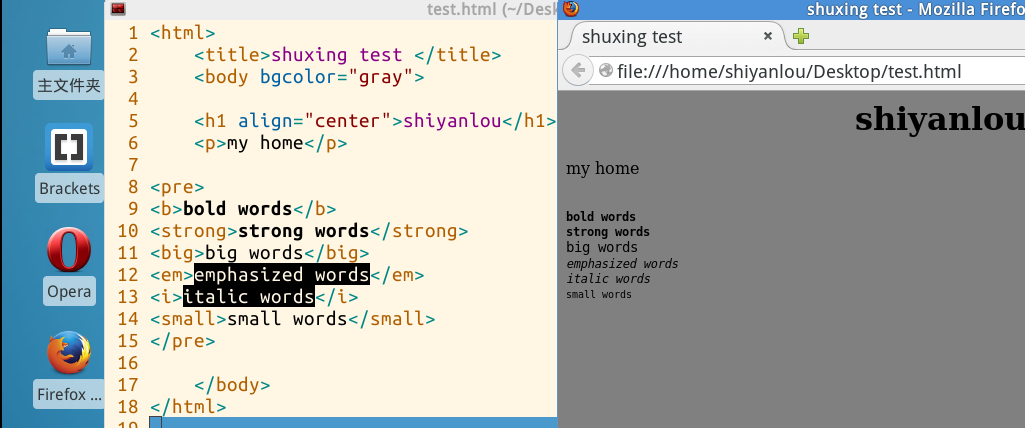 主文件夹
Brackets
Opera
Firefox ...
test.html (~/Desk
1 <html>
2     <title>shuxing test </title>
3     <body bgcolor="gray">
4
5     <h1 align="center">shiyanlou</h1>
6     <p>my home</p>
7
8 <pre>
9 <b>bold words</b>
10 <strong>strong words</strong>
11 <big>big words</big>
12 <em>emphasized words</em>
13 <i>italic words</i>
14 <small>small words</small>
15 </pre>
16
17     </body>
18 </html>
19
shuxing test - Mozilla Firefo
shuxing test
file:///home/shiyanlou/Desktop/test.html
shiyanlou
my home
bold words
strong words
big words
emphasized words
italic words
small words